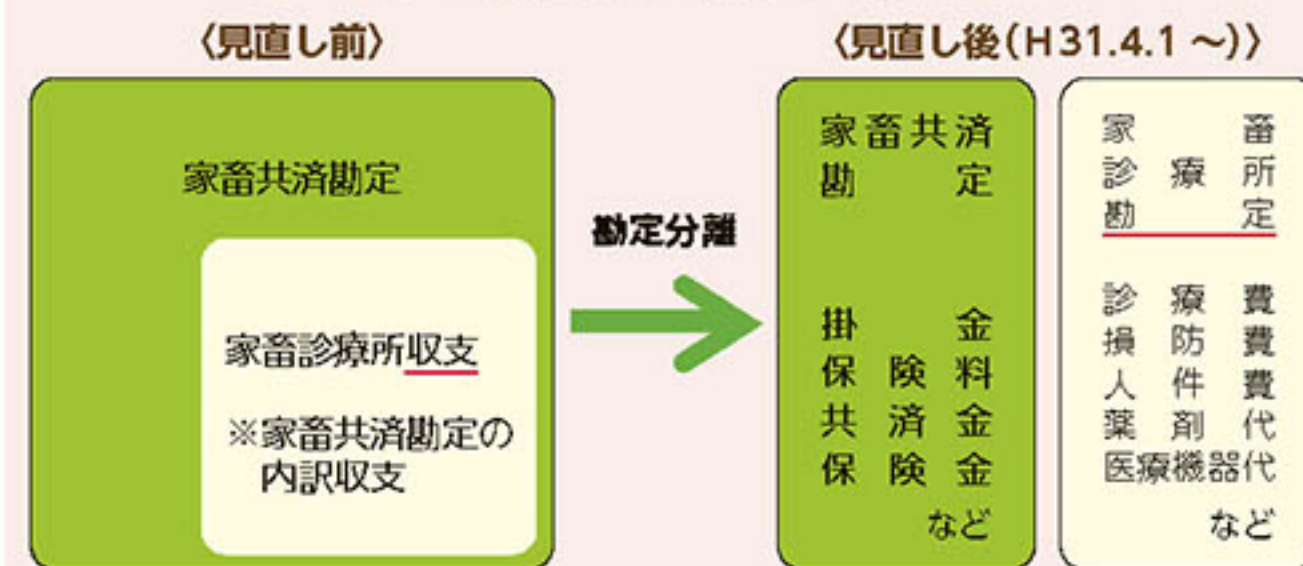 〈見直し前〉
家畜共済勘定
家畜診療所収支
※家畜共済勘定の
内訳収支
勘定分離
〈見直し後(H31.4.1 ～)〉
家畜共済
勘定
掛金
保険料
共済金
保険金
など
家畜
診療所
勘定
診療費
損防費
人件費
薬剤代
医療機器代
など